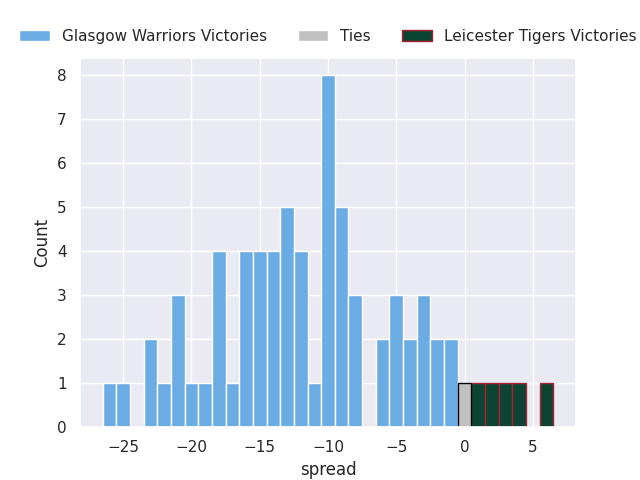 Glasgow Warriors Victories Ties Leicester Tigers Victories
8
7
6
5
4
3
2
1
0
Count
−25 −20 −15 −10 −5 0 5
spread